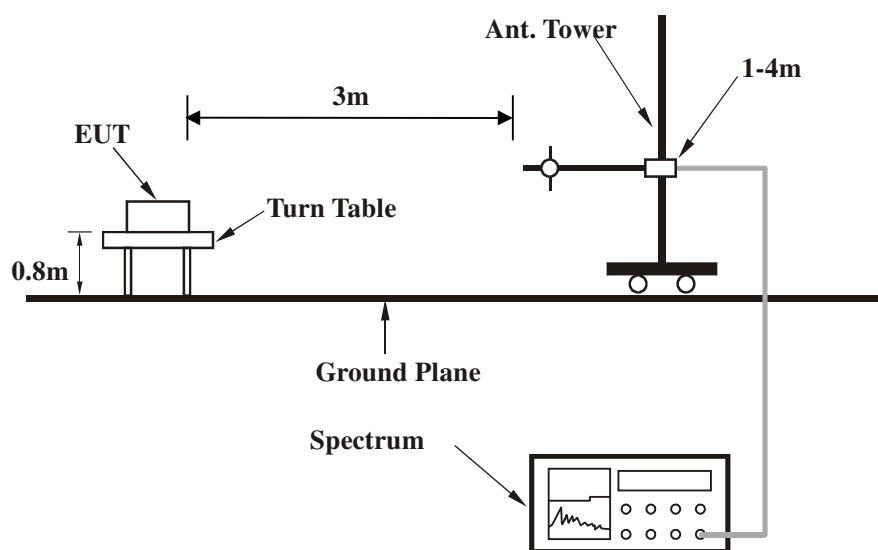 Ant. Tower
1-4m
3m
EUT
Turn Table
0.8m
Ground Plane
Spectrum